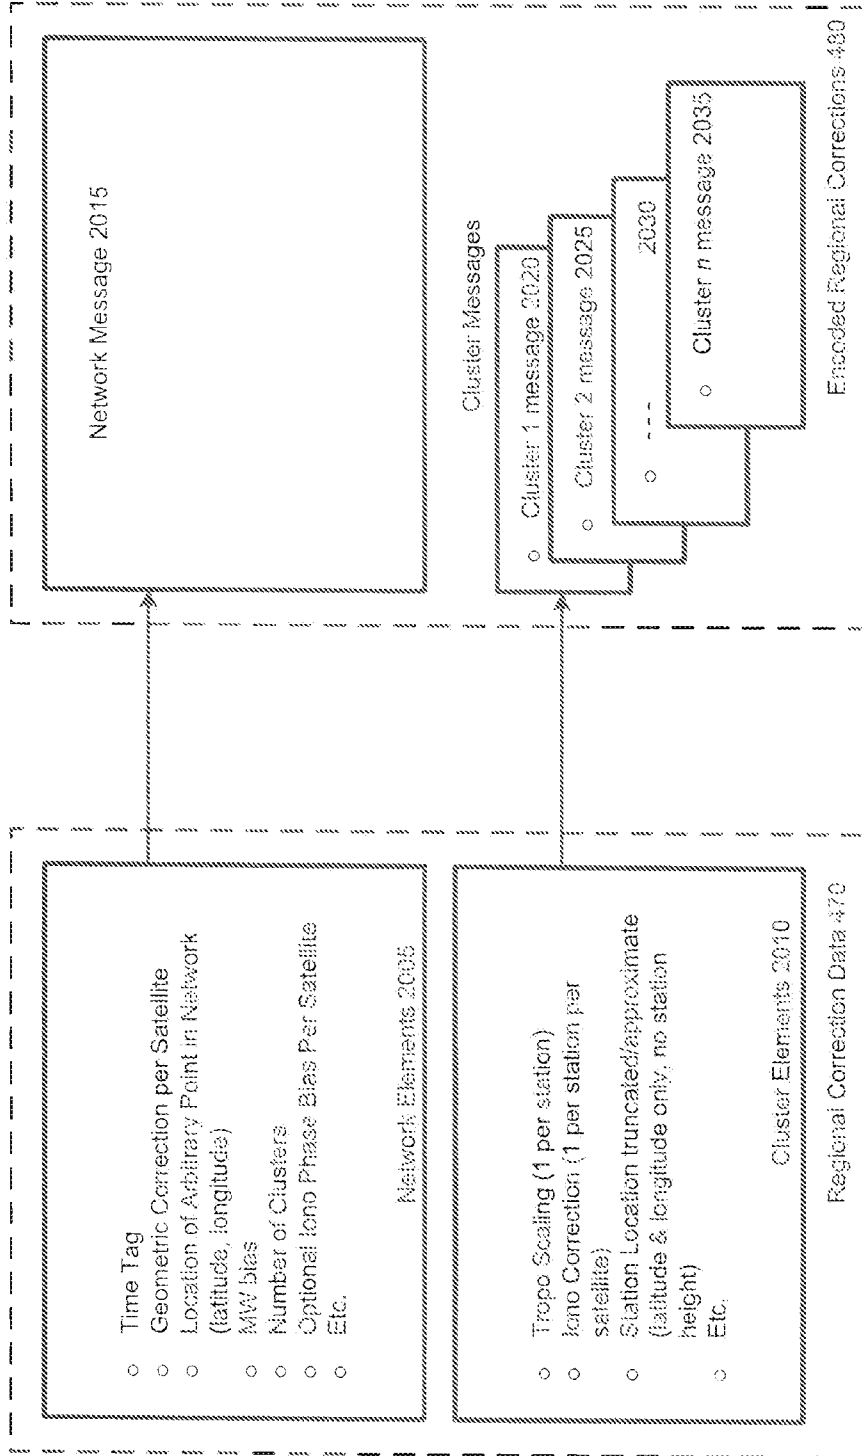 ○ Time Tag
○ Geometric Correction per Satellite
○ Location of Arbitrary Point in Network
(latitude, longitude)
○ MW bias
○ Number of Clusters
○ Optional Iono Phase Bias Per Satellite
○ Etc.
Network Elements 2005
○ Tropo Scaling (1 per station)
○ Iono Correction (1 per station per
satellite)
○ Station Location truncated/approximate
(latitude & longitude only, no station
height)
○ Etc.
Cluster Elements 2010
Regional Correction Data 470
Network Message 2015
Cluster Messages
○ Cluster 1 message 2020
○ Cluster 2 message 2025
○ --- 2030
○ Cluster n message 2035
Encoded Regional Corrections 480